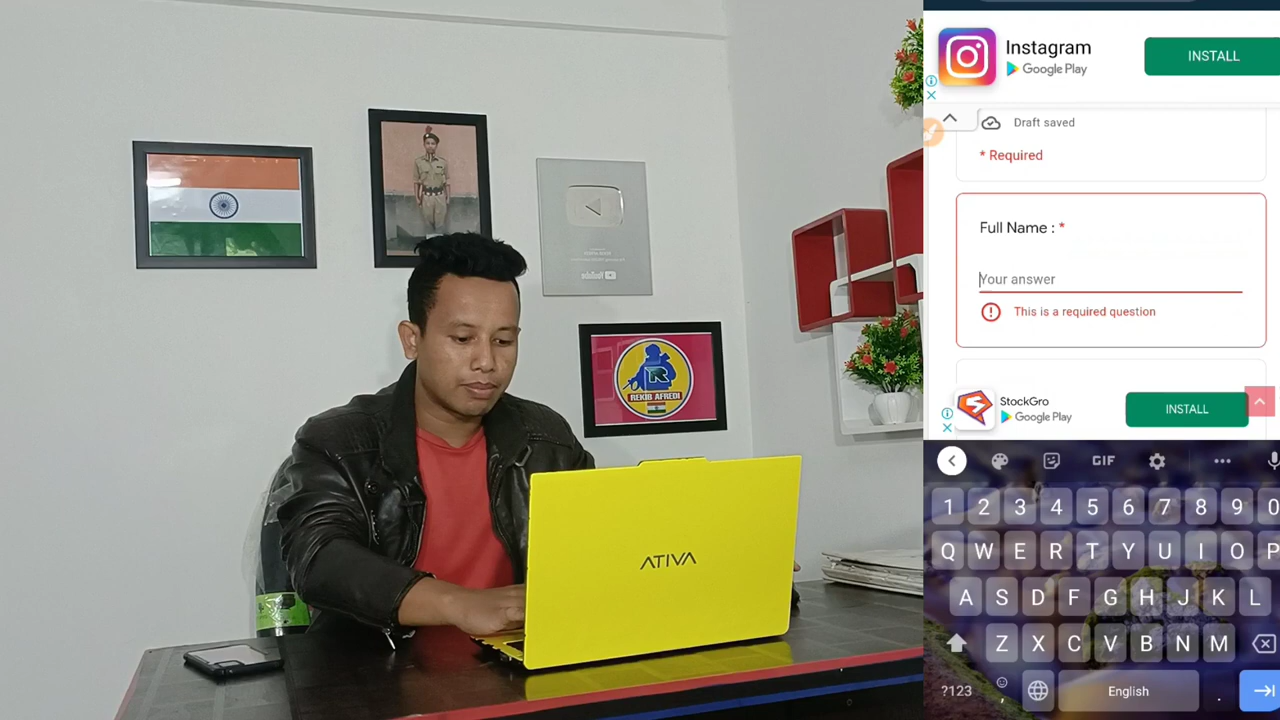 REKIB AFREDI
ATIVA
Instagram
Google Play
INSTALL
Draft saved
* Required
Full Name : *
Your answer
This is a required question
StockGro
Google Play
INSTALL
GIF
1 2 3 4 5 6 7 8 9 0
Q W E R T Y U I O P
A S D F G H J K L
Z X C V B N M
?123 , English .